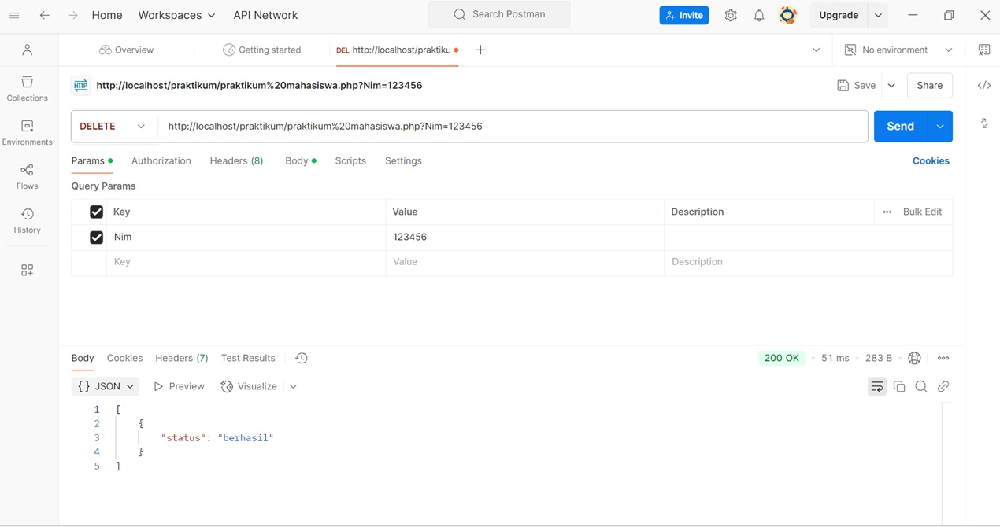 Home Workspaces API Network Search Postman Invite Upgrade
Overview Getting started DEL http://localhost/praktiku No environment
HTTP http://localhost/praktikum/praktikum%20mahasiswa.php?Nim=123456 Save Share
Collections
Environments
Flows
History
DELETE http://localhost/praktikum/praktikum%20mahasiswa.php?Nim=123456 Send
Params Authorization Headers (8) Body Scripts Settings Cookies
Query Params
Key Value Description Bulk Edit
Nim 123456
Key Value Description
Body Cookies Headers (7) Test Results 200 OK 51 ms 283 B
{} JSON Preview Visualize
1 [
2 {
3 "status": "berhasil"
4 }
5 ]